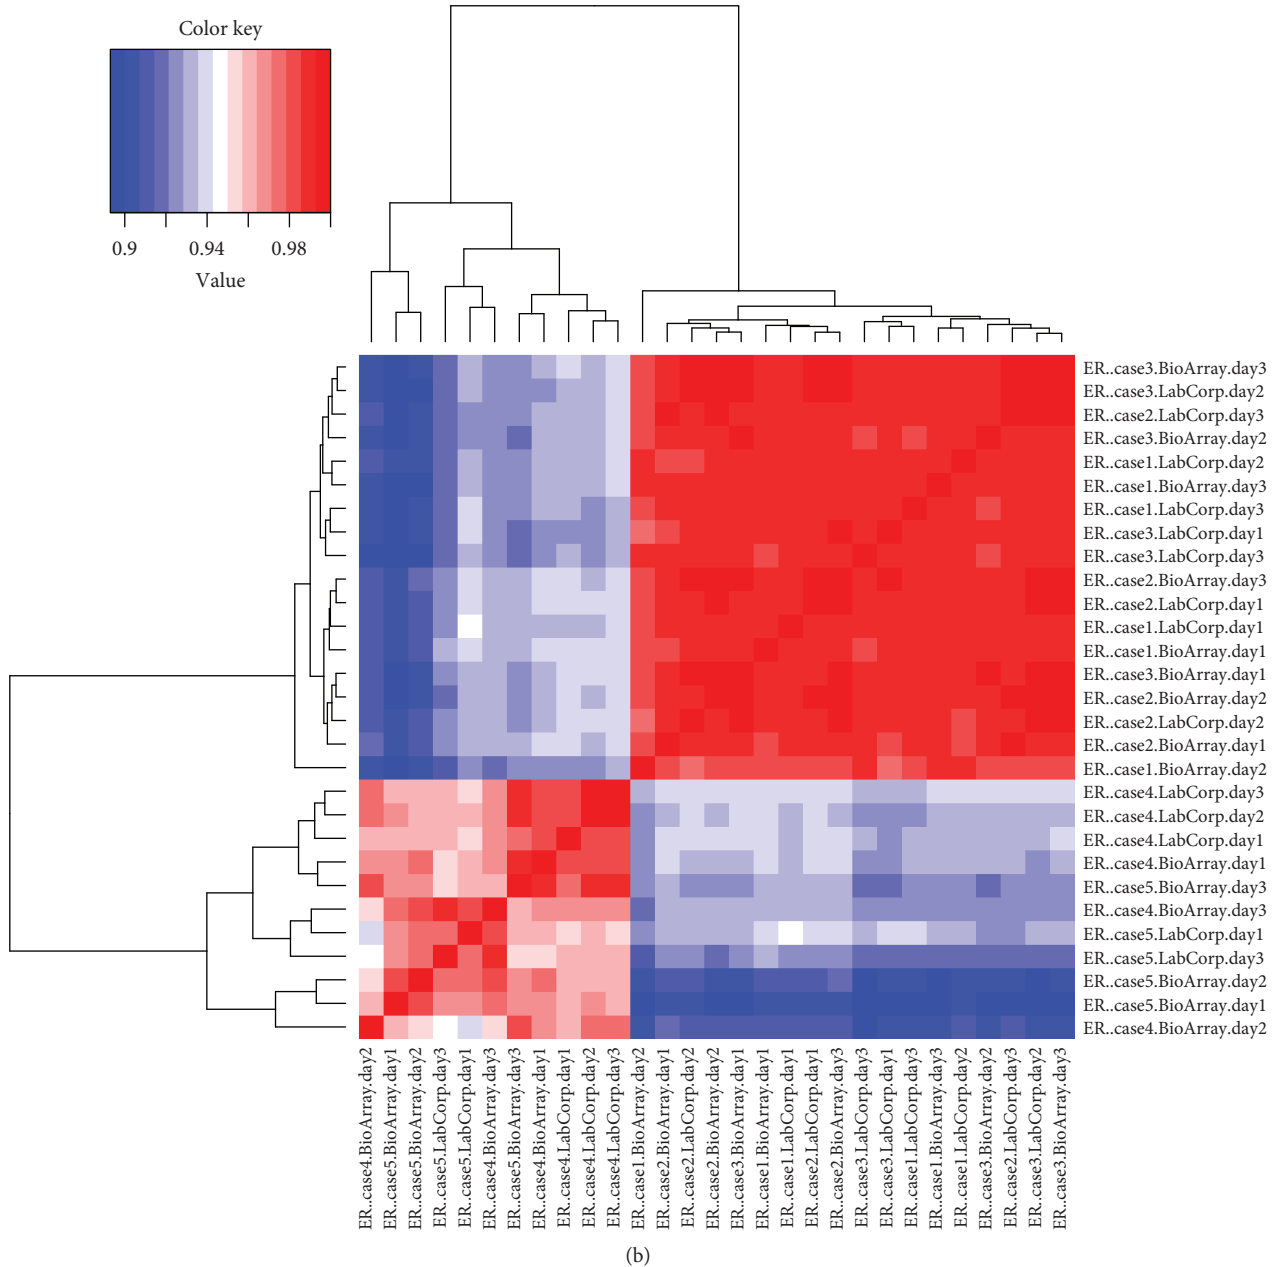 Color key
0.9 0.94 0.98
Value
ER..case3.BioArray.day3
ER..case3.LabCorp.day2
ER..case2.LabCorp.day3
ER..case3.BioArray.day2
ER..case1.LabCorp.day2
ER..case1.BioArray.day3
ER..case1.LabCorp.day3
ER..case3.LabCorp.day1
ER..case3.LabCorp.day3
ER..case2.BioArray.day3
ER..case2.LabCorp.day1
ER..case1.LabCorp.day1
ER..case1.BioArray.day1
ER..case3.BioArray.day1
ER..case2.BioArray.day2
ER..case2.LabCorp.day2
ER..case2.BioArray.day1
ER..case1.BioArray.day2
ER..case4.LabCorp.day3
ER..case4.LabCorp.day2
ER..case4.LabCorp.day1
ER..case4.BioArray.day1
ER..case5.BioArray.day3
ER..case4.BioArray.day3
ER..case5.LabCorp.day1
ER..case5.LabCorp.day3
ER..case5.BioArray.day2
ER..case5.BioArray.day1
ER..case4.BioArray.day2
ER..case4.BioArray.day2
ER..case5.BioArray.day1
ER..case5.BioArray.day2
ER..case5.LabCorp.day3
ER..case5.LabCorp.day1
ER..case4.BioArray.day3
ER..case5.BioArray.day3
ER..case4.BioArray.day1
ER..case4.LabCorp.day1
ER..case4.LabCorp.day2
ER..case4.LabCorp.day3
ER..case1.BioArray.day2
ER..case2.BioArray.day1
ER..case2.LabCorp.day2
ER..case2.BioArray.day2
ER..case3.BioArray.day1
ER..case1.BioArray.day1
ER..case1.LabCorp.day1
ER..case2.LabCorp.day1
ER..case2.BioArray.day3
ER..case3.LabCorp.day3
ER..case3.LabCorp.day1
ER..case1.LabCorp.day3
ER..case1.BioArray.day3
ER..case1.LabCorp.day2
ER..case3.BioArray.day2
ER..case2.LabCorp.day3
ER..case3.LabCorp.day2
ER..case3.BioArray.day3
(b)